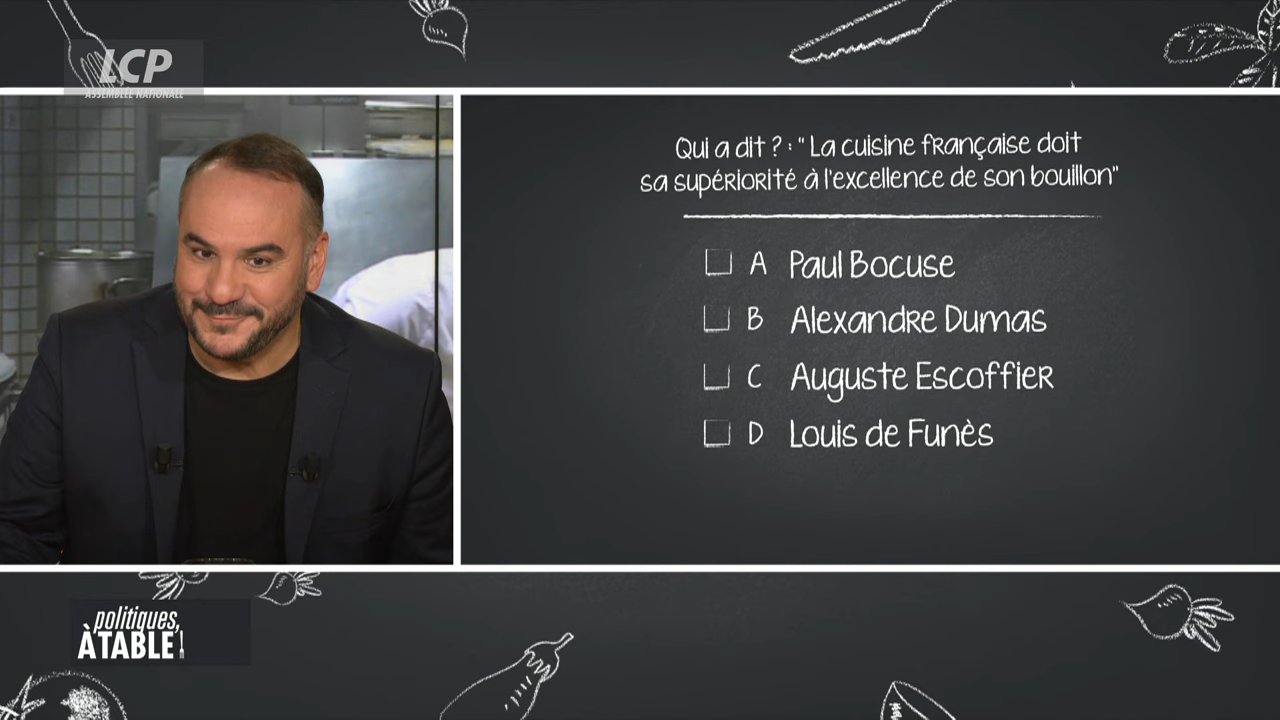 LCP
ASSEMBLÉE NATIONALE
Qui a dit ? : " La cuisine française doit
sa supériorité à l'excellence de son bouillon"
A Paul Bocuse
B Alexandre Dumas
C Auguste Escoffier
D Louis de Funès
politiques,
À TABLE!